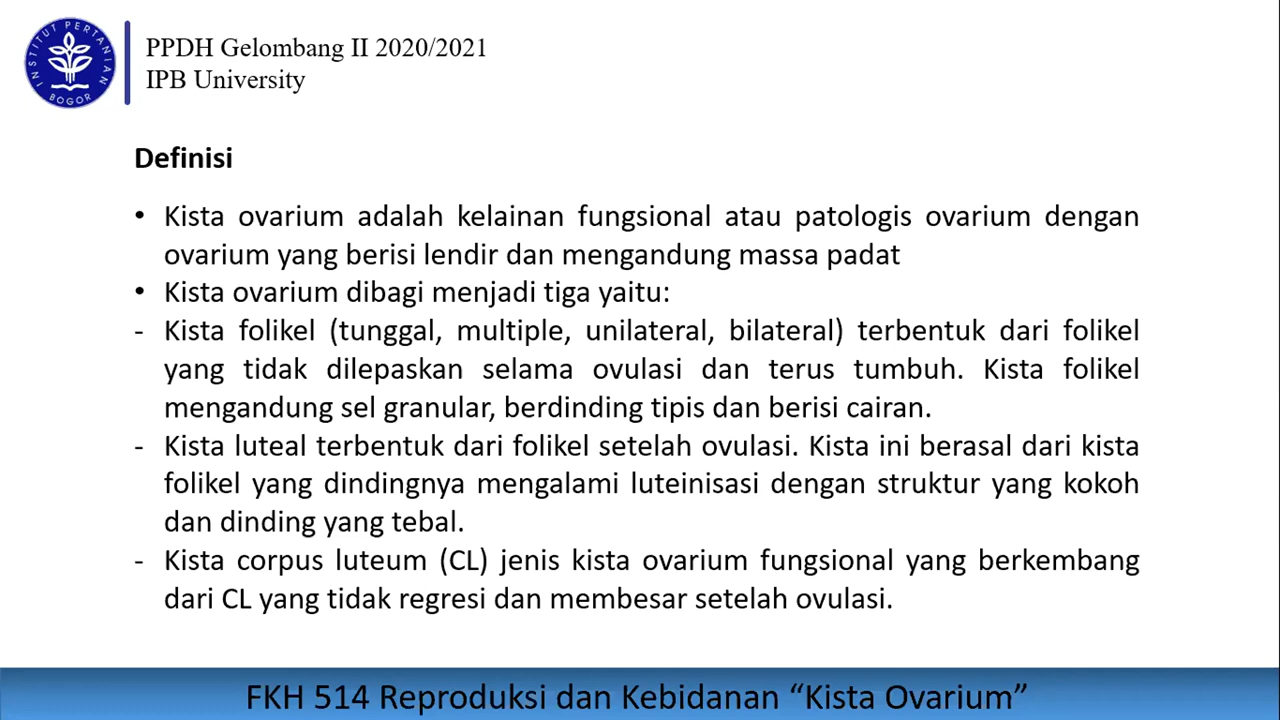 INSTITUT PERTANIAN
BOGOR
PPDH Gelombang II 2020/2021
IPB University
Definisi
• Kista ovarium adalah kelainan fungsional atau patologis ovarium dengan
ovarium yang berisi lendir dan mengandung massa padat
• Kista ovarium dibagi menjadi tiga yaitu:
- Kista folikel (tunggal, multiple, unilateral, bilateral) terbentuk dari folikel
yang tidak dilepaskan selama ovulasi dan terus tumbuh. Kista folikel
mengandung sel granular, berdinding tipis dan berisi cairan.
- Kista luteal terbentuk dari folikel setelah ovulasi. Kista ini berasal dari kista
folikel yang dindingnya mengalami luteinisasi dengan struktur yang kokoh
dan dinding yang tebal.
- Kista corpus luteum (CL) jenis kista ovarium fungsional yang berkembang
dari CL yang tidak regresi dan membesar setelah ovulasi.
FKH 514 Reproduksi dan Kebidanan “Kista Ovarium”